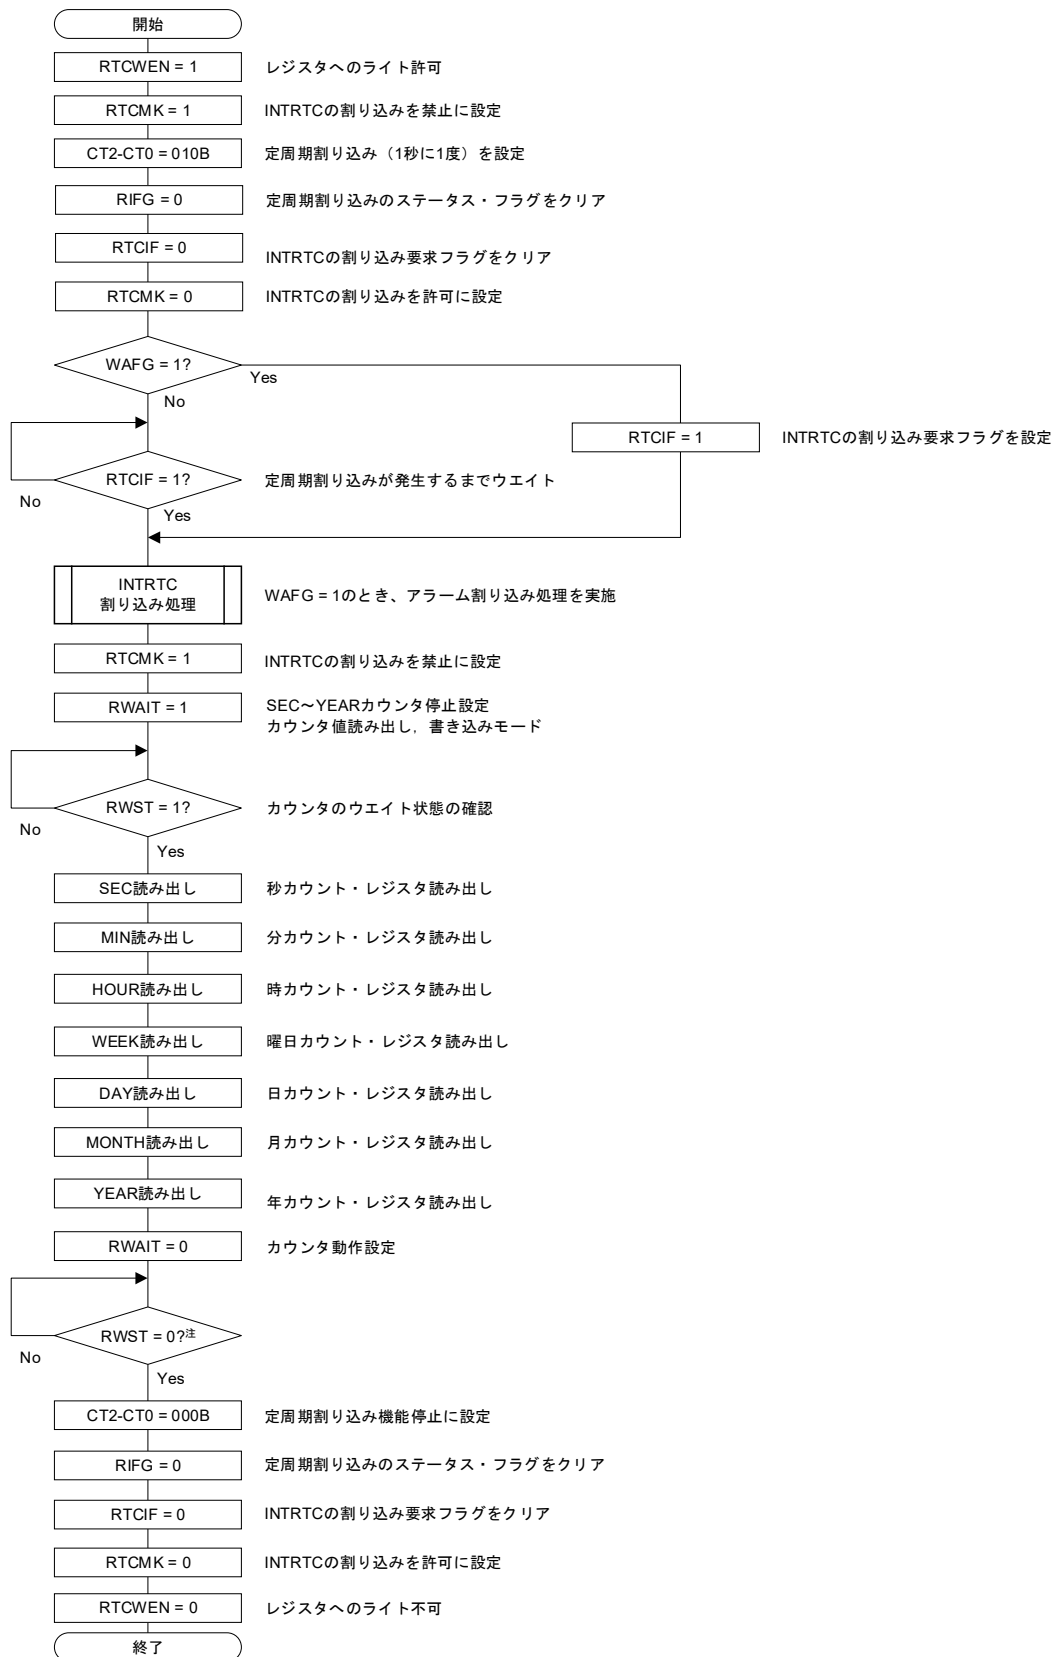 開始
RTCWEN = 1
レジスタへのライト許可
RTCMK = 1
INTRTCの割り込みを禁止に設定
CT2-CT0 = 010B
定周期割り込み（1秒に1度）を設定
RIFG = 0
定周期割り込みのステータス・フラグをクリア
RTCIF = 0
INTRTCの割り込み要求フラグをクリア
RTCMK = 0
INTRTCの割り込みを許可に設定
WAFG = 1?
Yes
No
RTCIF = 1
INTRTCの割り込み要求フラグを設定
RTCIF = 1?
定周期割り込みが発生するまでウエイト
No
Yes
INTRTC
割り込み処理
WAFG = 1のとき、アラーム割り込み処理を実施
RTCMK = 1
INTRTCの割り込みを禁止に設定
RWAIT = 1
SEC～YEARカウンタ停止設定
カウンタ値読み出し，書き込みモード
RWST = 1?
カウンタのウエイト状態の確認
No
Yes
SEC読み出し
秒カウント・レジスタ読み出し
MIN読み出し
分カウント・レジスタ読み出し
HOUR読み出し
時カウント・レジスタ読み出し
WEEK読み出し
曜日カウント・レジスタ読み出し
DAY読み出し
日カウント・レジスタ読み出し
MONTH読み出し
月カウント・レジスタ読み出し
YEAR読み出し
年カウント・レジスタ読み出し
RWAIT = 0
カウンタ動作設定
RWST = 0?注
No
Yes
CT2-CT0 = 000B
定周期割り込み機能停止に設定
RIFG = 0
定周期割り込みのステータス・フラグをクリア
RTCIF = 0
INTRTCの割り込み要求フラグをクリア
RTCMK = 0
INTRTCの割り込みを許可に設定
RTCWEN = 0
レジスタへのライト不可
終了